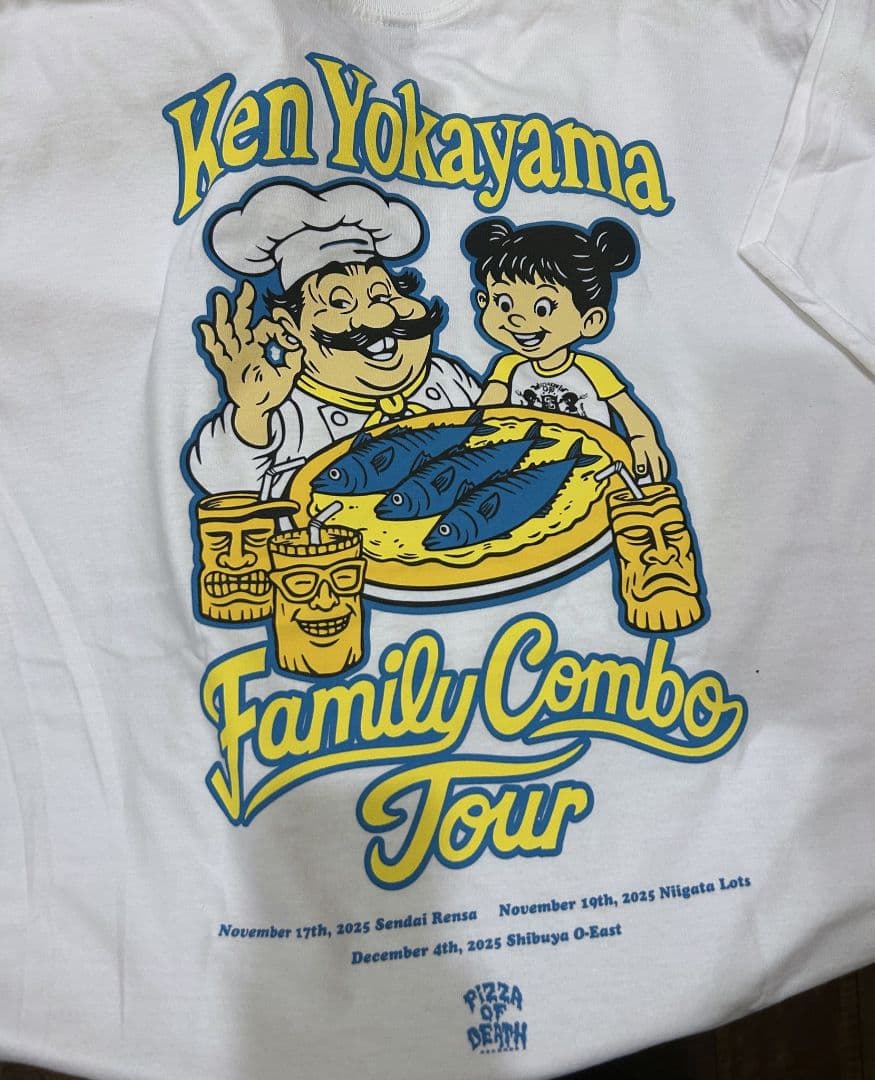 Ken Yokayama
Family Combo
Tour
November 17th, 2025 Sendai Rensa November 19th, 2025 Niigata Lots
December 4th, 2025 Shibuya O-East
PIZZA
OF
DEATH
RECORDS